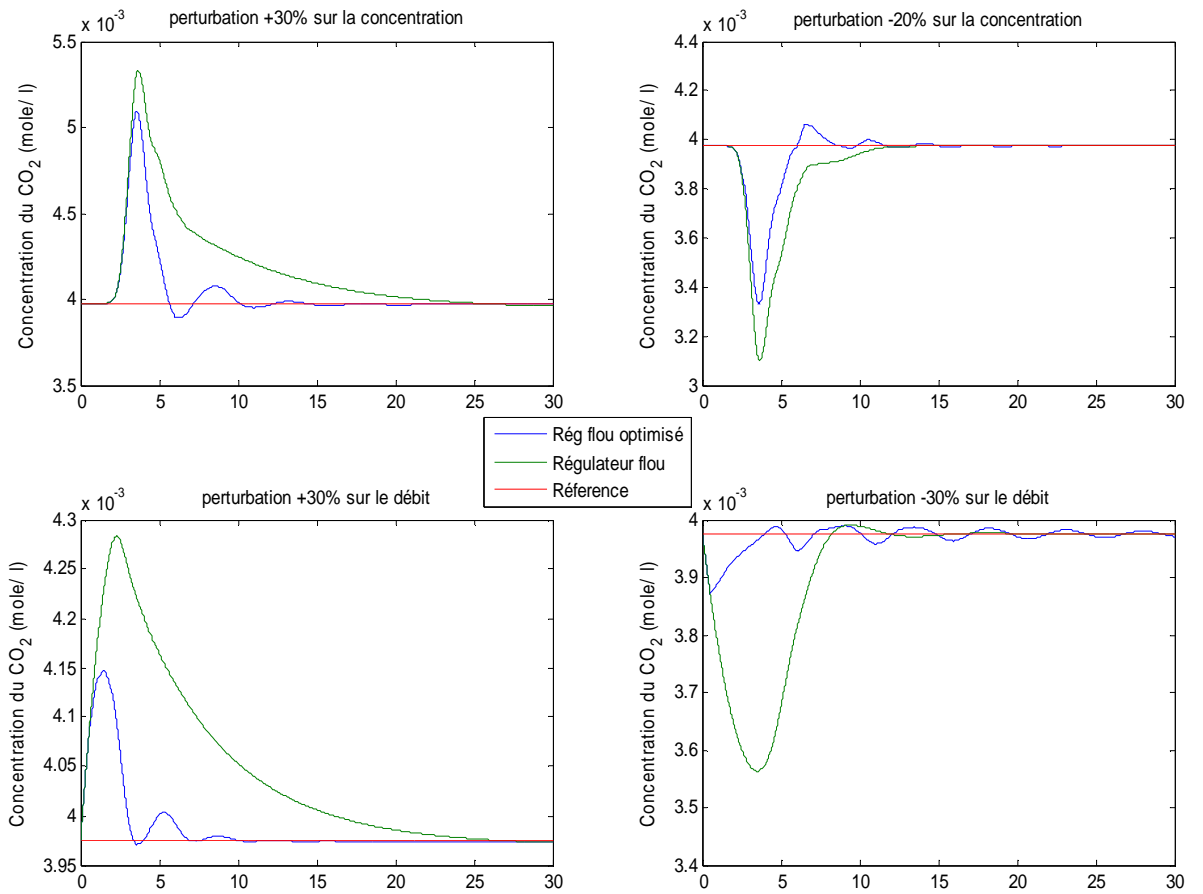 x 10^-3
perturbation +30% sur la concentration
5.5
5
4.5
4
3.5
Concentration du CO2 (mole/ l)
0 5 10 15 20 25 30
x 10^-3
perturbation -20% sur la concentration
4.4
4.2
4
3.8
3.6
3.4
3.2
3
Concentration du CO2 (mole/ l)
0 5 10 15 20 25 30
Rég flou optimisé
Régulateur flou
Réference
x 10^-3
perturbation +30% sur le débit
4.3
4.25
4.2
4.15
4.1
4.05
4
3.95
Concentration du CO2 (mole/ l)
0 5 10 15 20 25 30
x 10^-3
perturbation -30% sur le débit
4
3.9
3.8
3.7
3.6
3.5
3.4
Concentration du CO2 (mole/ l)
0 5 10 15 20 25 30